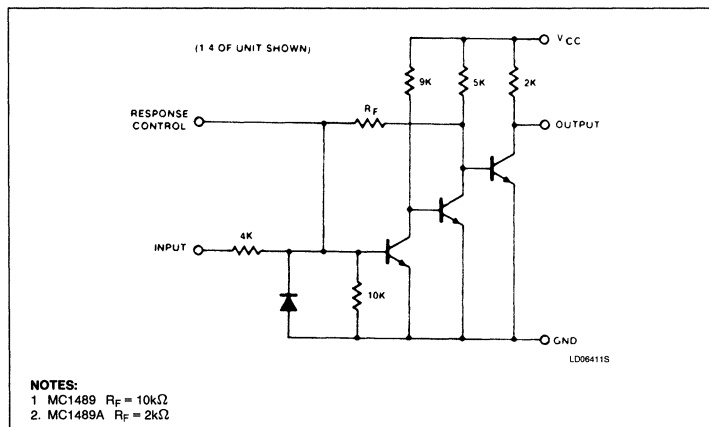 (1 4 OF UNIT SHOWN)
V CC
9K
5K
2K
RF
RESPONSE
CONTROL
OUTPUT
INPUT
4K
10K
GND
LD06411S
NOTES:
1 MC1489 RF = 10kΩ
2. MC1489A RF = 2kΩ